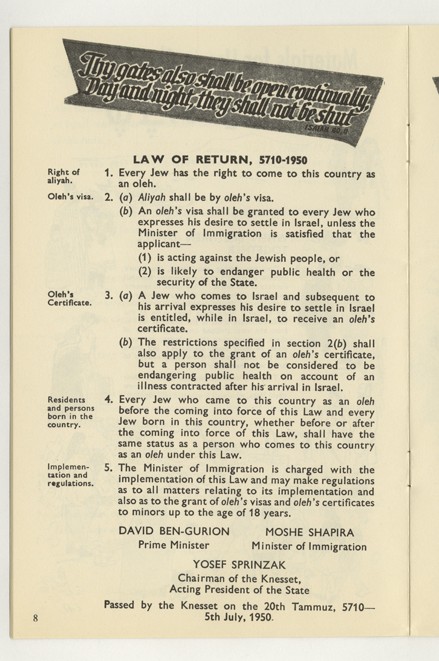 Thy gates also shall be open continually,
Day and night, they shall not be shut
ISAIAH 60,
LAW OF RETURN, 5710-1950
Right of
aliyah.
1. Every Jew has the right to come to this country as
an oleh.
Oleh's visa.
2. (a) Aliyah shall be by oleh's visa.
(b) An oleh's visa shall be granted to every Jew who
expresses his desire to settle in Israel, unless the
Minister of Immigration is satisfied that the
applicant—
(1) is acting against the Jewish people, or
(2) is likely to endanger public health or the
security of the State.
Oleh's
Certificate.
3. (a) A Jew who comes to Israel and subsequent to
his arrival expresses his desire to settle in Israel
is entitled, while in Israel, to receive an oleh's
certificate.
(b) The restrictions specified in section 2(b) shall
also apply to the grant of an oleh's certificate,
but a person shall not be considered to be
endangering public health on account of an
illness contracted after his arrival in Israel.
Residents
and persons
born in the
country.
4. Every Jew who came to this country as an oleh
before the coming into force of this Law and every
Jew born in this country, whether before or after
the coming into force of this Law, shall have the
same status as a person who comes to this country
as an oleh under this Law.
Implemen-
tation and
regulations.
5. The Minister of Immigration is charged with the
implementation of this Law and may make regulations
as to all matters relating to its implementation and
also as to the grant of oleh's visas and oleh's certificates
to minors up to the age of 18 years.
DAVID BEN-GURION MOSHE SHAPIRA
Prime Minister Minister of Immigration
YOSEF SPRINZAK
Chairman of the Knesset,
Acting President of the State
Passed by the Knesset on the 20th Tammuz, 5710—
5th July, 1950.
8